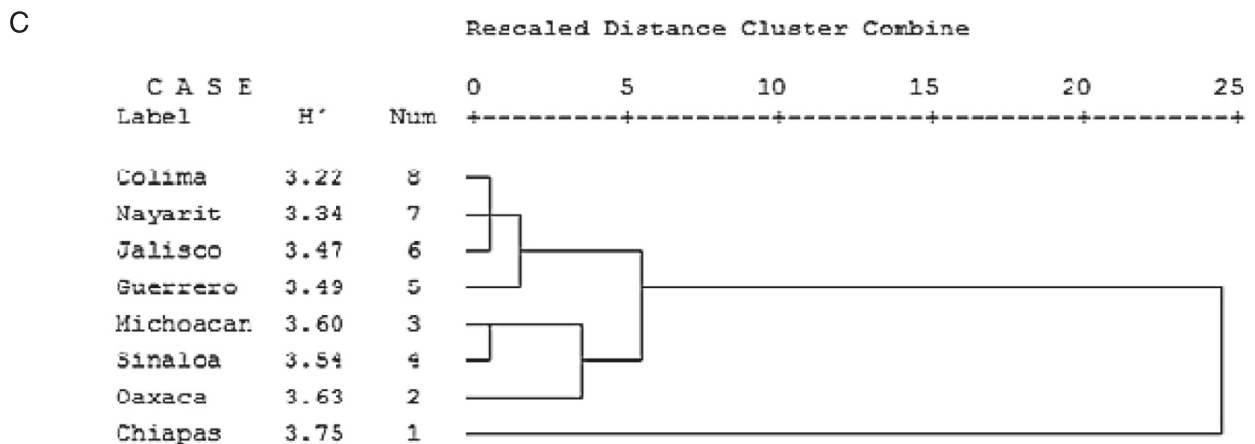 C
Rescaled Distance Cluster Combine
C A S E 0 5 10 15 20 25
Label H´ Num +---------+---------+---------+---------+---------+
Colima 3.22 8
Nayarit 3.34 7
Jalisco 3.47 6
Guerrero 3.49 5
Michoacan 3.60 3
Sinaloa 3.54 4
Oaxaca 3.63 2
Chiapas 3.75 1